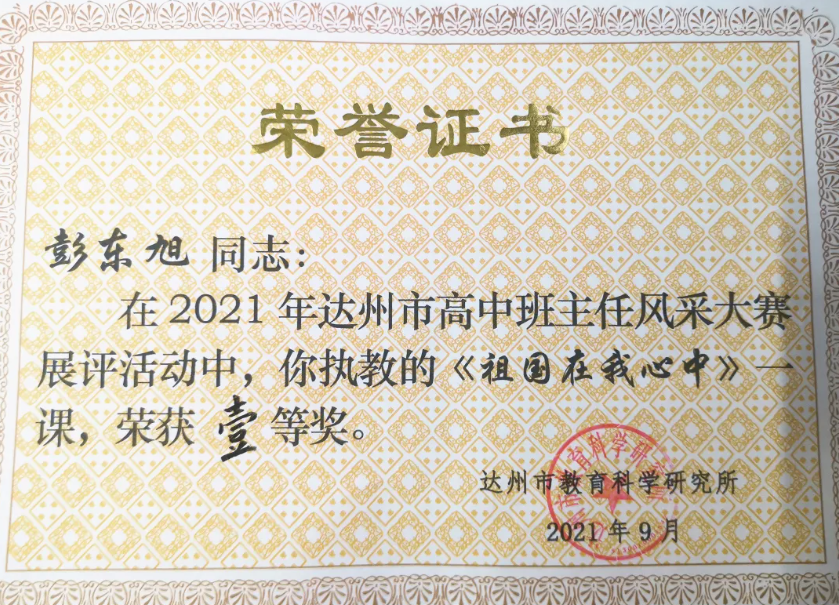 荣誉证书
彭东旭 同志:
在2021年达州市高中班主任风采大赛
展评活动中，你执教的《祖国在我心中》一
课，荣获 壹 等奖。
达州市教育科学研究所
2021年9月